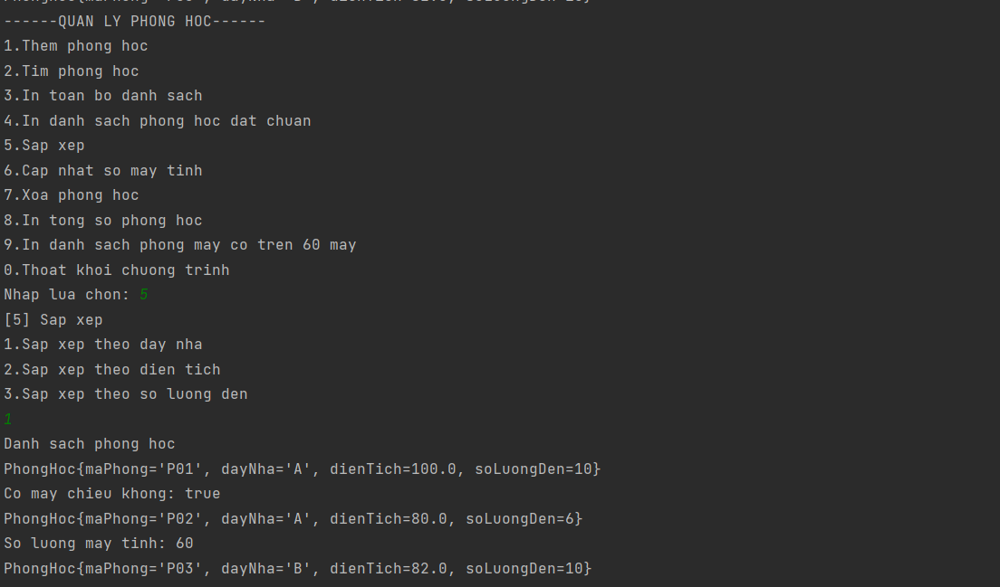 ------QUAN LY PHONG HOC------
1.Them phong hoc
2.Tim phong hoc
3.In toan bo danh sach
4.In danh sach phong hoc dat chuan
5.Sap xep
6.Cap nhat so may tinh
7.Xoa phong hoc
8.In tong so phong hoc
9.In danh sach phong may co tren 60 may
0.Thoat khoi chuong trinh
Nhap lua chon: 5
[5] Sap xep
1.Sap xep theo day nha
2.Sap xep theo dien tich
3.Sap xep theo so luong den
1
Danh sach phong hoc
PhongHoc{maPhong='P01', dayNha='A', dienTich=100.0, soLuongDen=10}
Co may chieu khong: true
PhongHoc{maPhong='P02', dayNha='A', dienTich=80.0, soLuongDen=6}
So luong may tinh: 60
PhongHoc{maPhong='P03', dayNha='B', dienTich=82.0, soLuongDen=10}